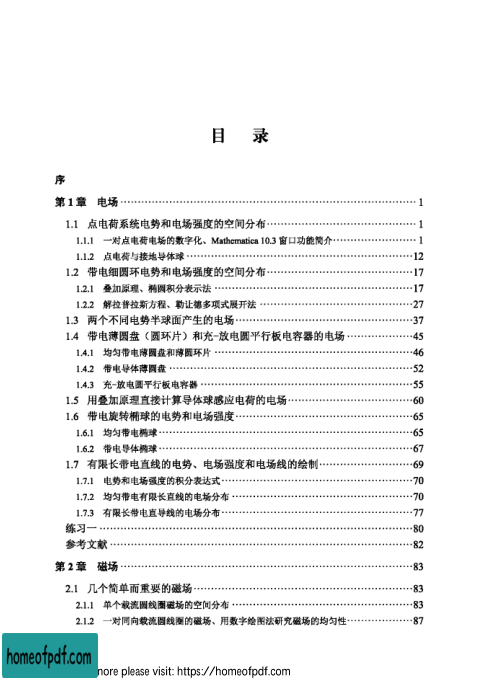 目 录
序
第1章 电场 1
1.1 点电荷系统电势和电场强度的空间分布 1
1.1.1 一对点电荷电场的数字化、Mathematica 10.3 窗口功能简介 1
1.1.2 点电荷与接地导体球 12
1.2 带电细圆环电势和电场强度的空间分布 17
1.2.1 叠加原理、椭圆积分表示法 17
1.2.2 解拉普拉斯方程、勒让德多项式展开法 27
1.3 两个不同电势半球面产生的电场 37
1.4 带电薄圆盘(圆环片)和充-放电圆平行板电容器的电场 45
1.4.1 均匀带电薄圆盘和薄圆环片 46
1.4.2 带电导体薄圆盘 52
1.4.3 充-放电圆平行板电容器 55
1.5 用叠加原理直接计算导体球感应电荷的电场 60
1.6 带电旋转椭球的电势和电场强度 65
1.6.1 均匀带电椭球 65
1.6.2 带电导体椭球 67
1.7 有限长带电直线的电势、电场强度和电场线的绘制 69
1.7.1 电势和电场强度的积分表达式 70
1.7.2 均匀带电有限长直线的电场分布 70
1.7.3 有限长带电直导线的电场分布 77
练习一 80
参考文献 82
第2章 磁场 83
2.1 几个简单而重要的磁场 83
2.1.1 单个载流圆线圈磁场的空间分布 83
2.1.2 一对同向载流圆线圈的磁场、用数字绘图法研究磁场的均匀性 87
homeofpdf.com
more please visit: https://homeofpdf.com